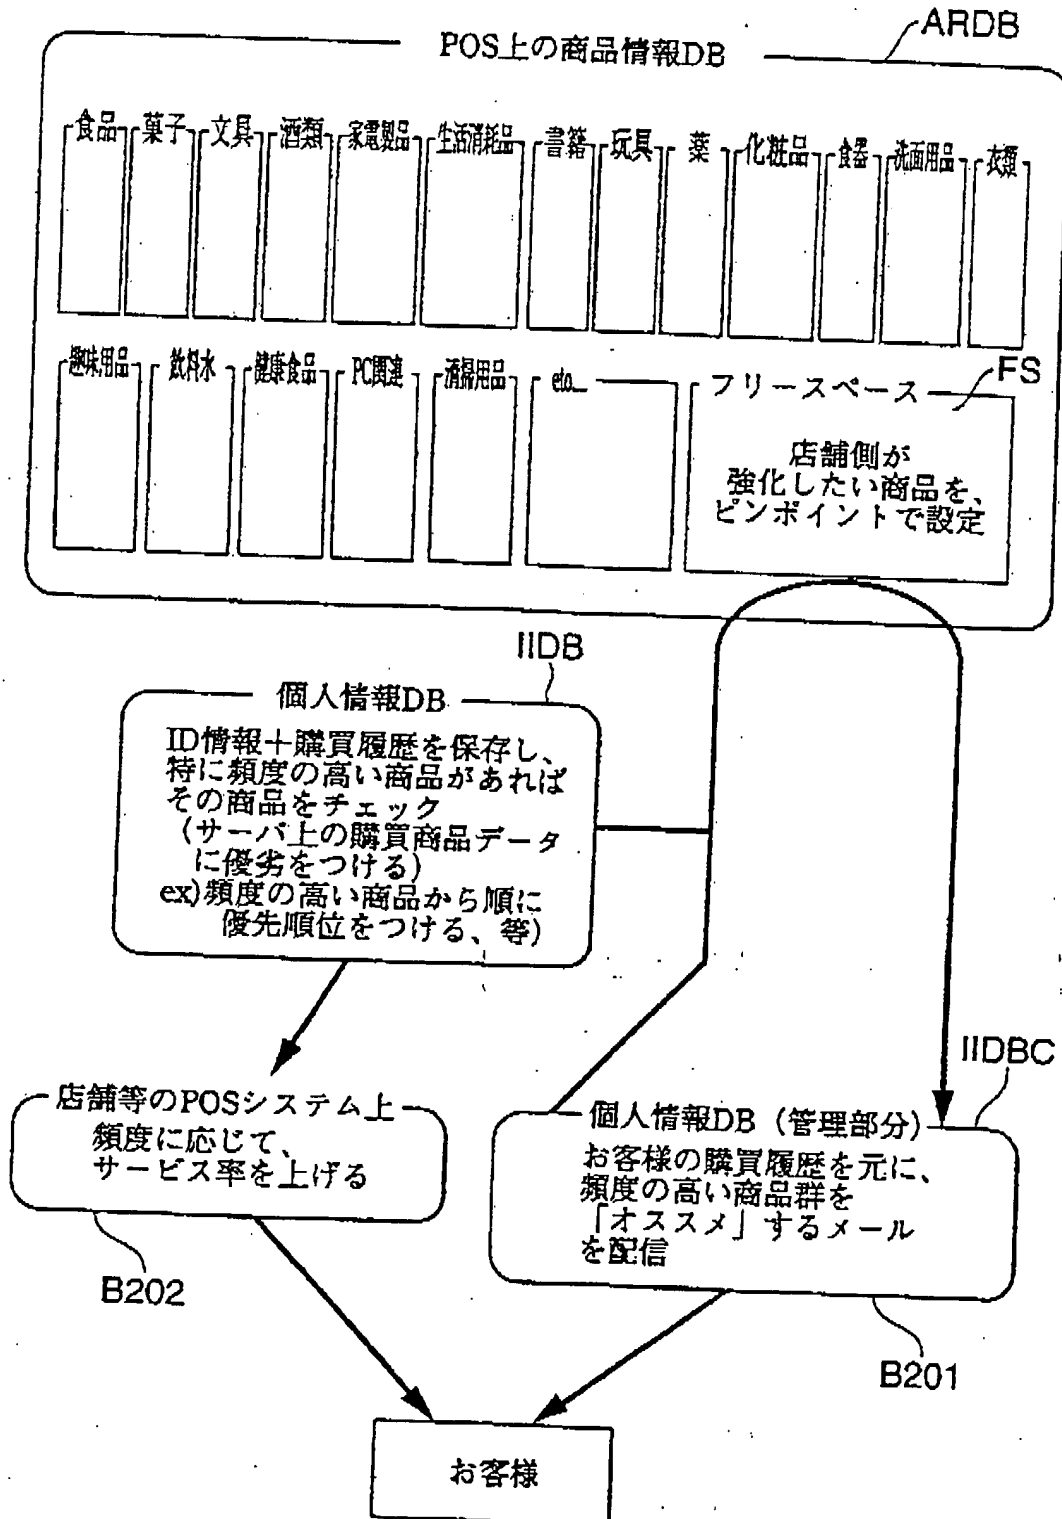 ARDB
POS上の商品情報DB
食品 菓子 文具 酒類 家電製品 生活消耗品 書籍 玩具 薬 化粧品 食器 洗面用品 衣類
趣味用品 飲料水 健康食品 PC関連 清掃用品 etc...
フリースペース
FS
店舗側が
強化したい商品を、
ピンポイントで設定
IIDB
個人情報DB
ID情報＋購買履歴を保存し、
特に頻度の高い商品があれば
その商品をチェック
(サーバ上の購買商品データ
に優劣をつける)
ex)頻度の高い商品から順に
優先順位をつける、等)
店舗等のPOSシステム上
頻度に応じて、
サービス率を上げる
B202
IIDBC
個人情報DB（管理部分）
お客様の購買履歴を元に、
頻度の高い商品群を
「オススメ」するメール
を配信
B201
お客様